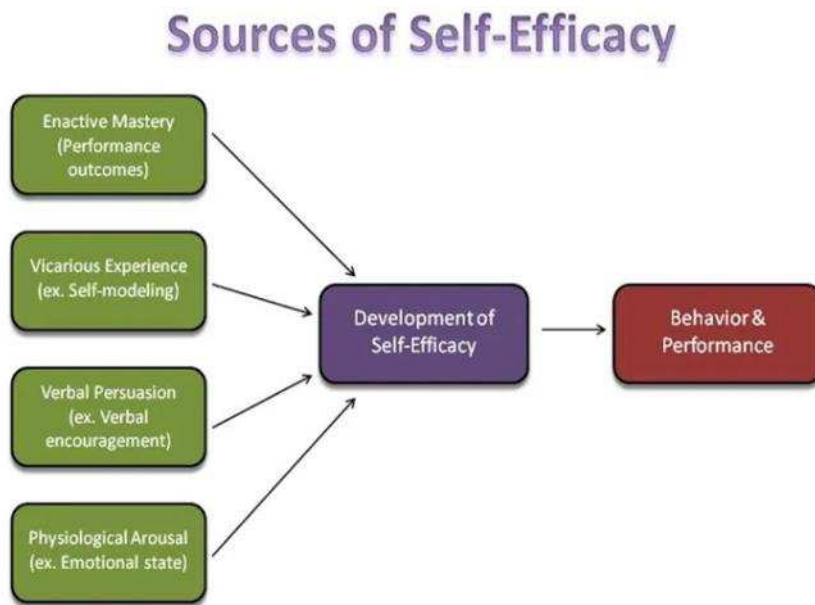 Sources of Self-Efficacy
Enactive Mastery
(Performance
outcomes)
Vicarious Experience
(ex. Self-modeling)
Verbal Persuasion
(ex. Verbal
encouragement)
Physiological Arousal
(ex. Emotional state)
Development of
Self-Efficacy
Behavior &
Performance